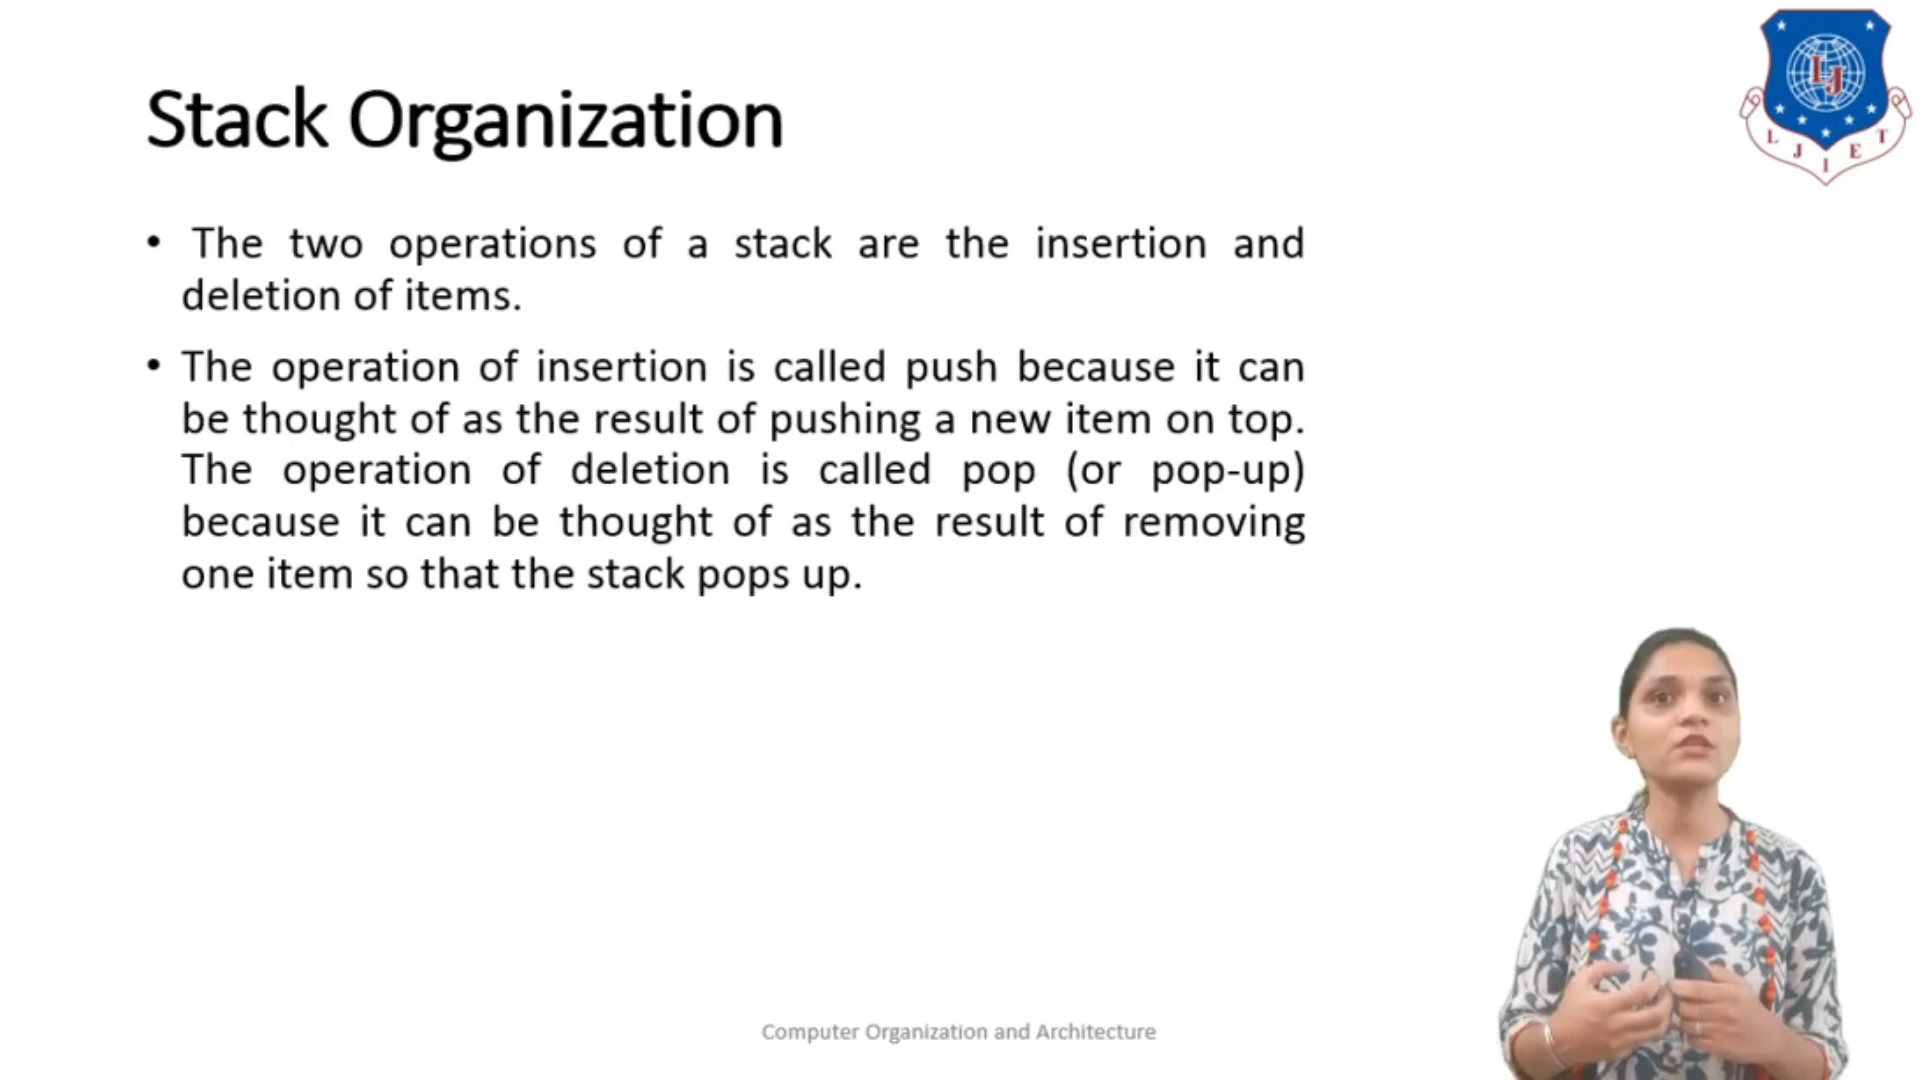 Stack Organization
• The two operations of a stack are the insertion and
deletion of items.
• The operation of insertion is called push because it can
be thought of as the result of pushing a new item on top.
The operation of deletion is called pop (or pop-up)
because it can be thought of as the result of removing
one item so that the stack pops up.
LJ
L J I E T
Computer Organization and Architecture